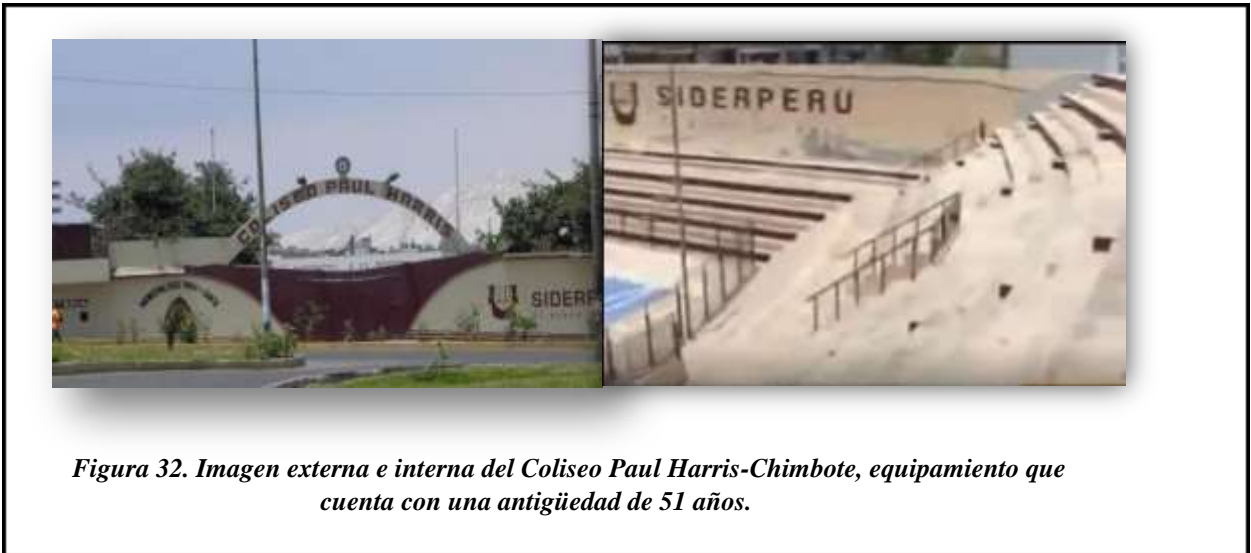 COLISEO PAUL HARRIS
SIDERP
SIDERPERU
Figura 32. Imagen externa e interna del Coliseo Paul Harris-Chimbote, equipamiento que
cuenta con una antigüedad de 51 años.